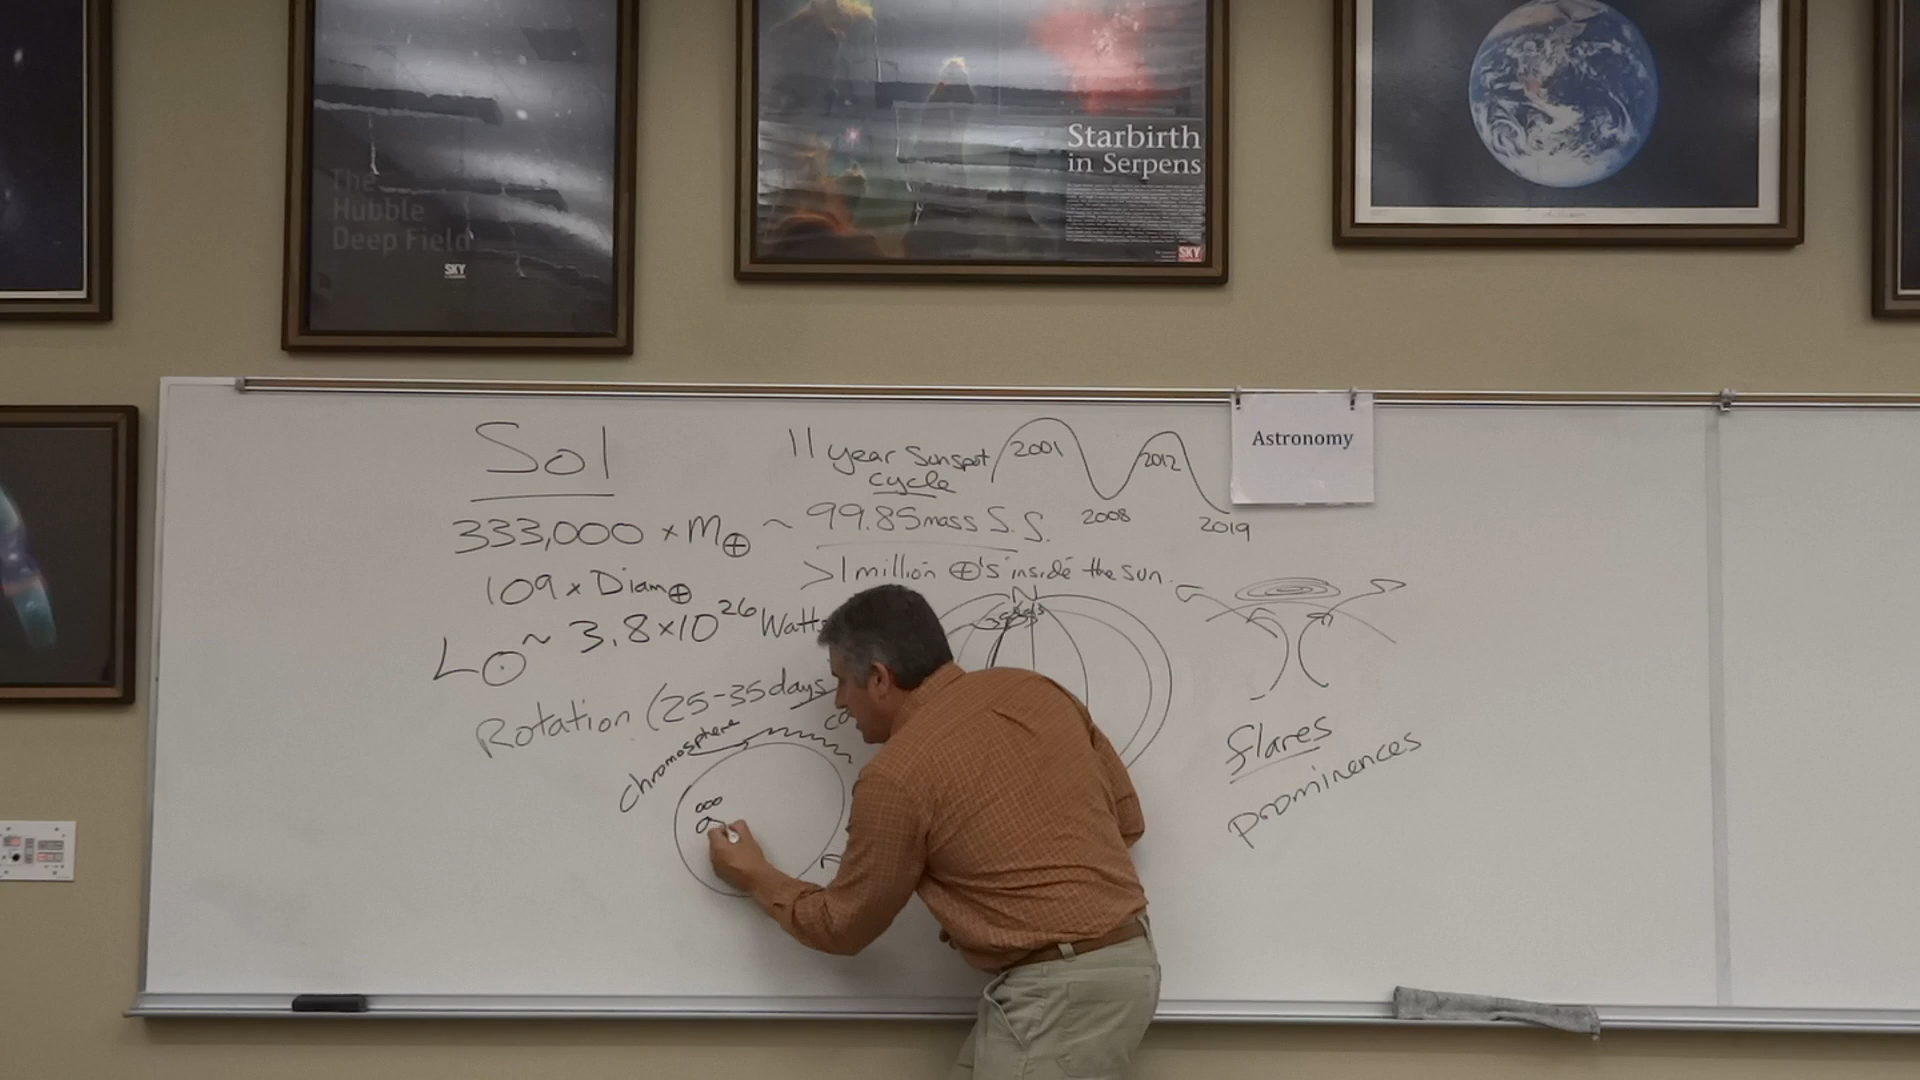 The
Hubble
Deep Field
SKY
Starbirth
in Serpens
SKY
Astronomy
Sol
333,000 × M⊕ ~ 99.85 mass S.S.
109 × Diam⊕
L⊙ ~ 3.8×10²⁶ Watts
Rotation (25-35 days
chromosphere
11 year Sunspot
cycle
2001
2012
2008
2019
>1 million ⊕'s inside the sun.
N
flares
prominences